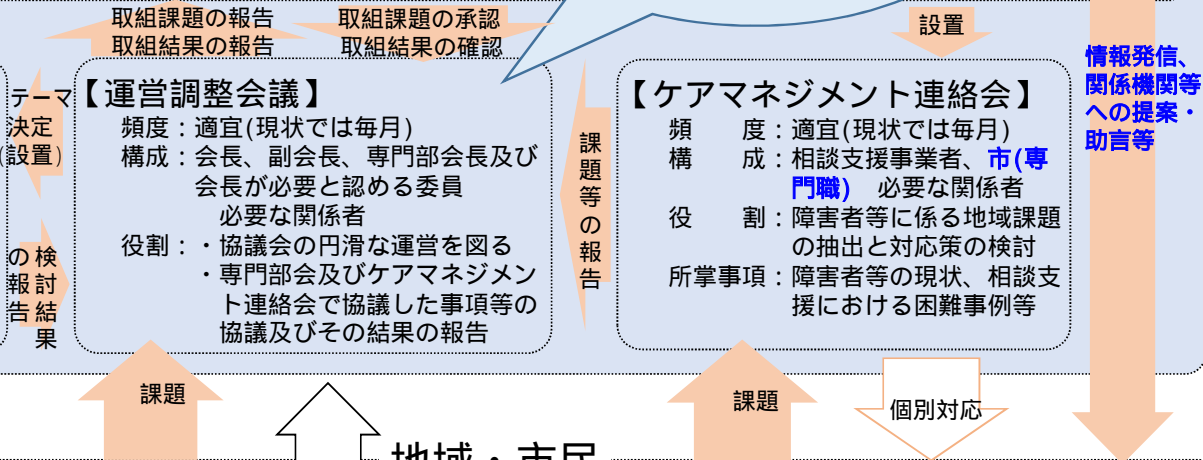 取組課題の報告
取組結果の報告
取組課題の承認
取組結果の確認
設置
情報発信、
関係機関等
への提案・
助言等
テーマ
決定
(設置)
検討結果
の報告
【運営調整会議】
頻度：適宜(現状では毎月)
構成：会長、副会長、専門部会長及び
会長が必要と認める委員
必要な関係者
役割：・協議会の円滑な運営を図る
・専門部会及びケアマネジメン
ト連絡会で協議した事項等の
協議及びその結果の報告
課題等の報告
【ケアマネジメント連絡会】
頻　　度：適宜(現状では毎月)
構　　成：相談支援事業者、市(専
門職)　必要な関係者
役　　割：障害者等に係る地域課題
の抽出と対応策の検討
所掌事項：障害者等の現状、相談支
援における困難事例等
課題
課題
個別対応
地域・市民